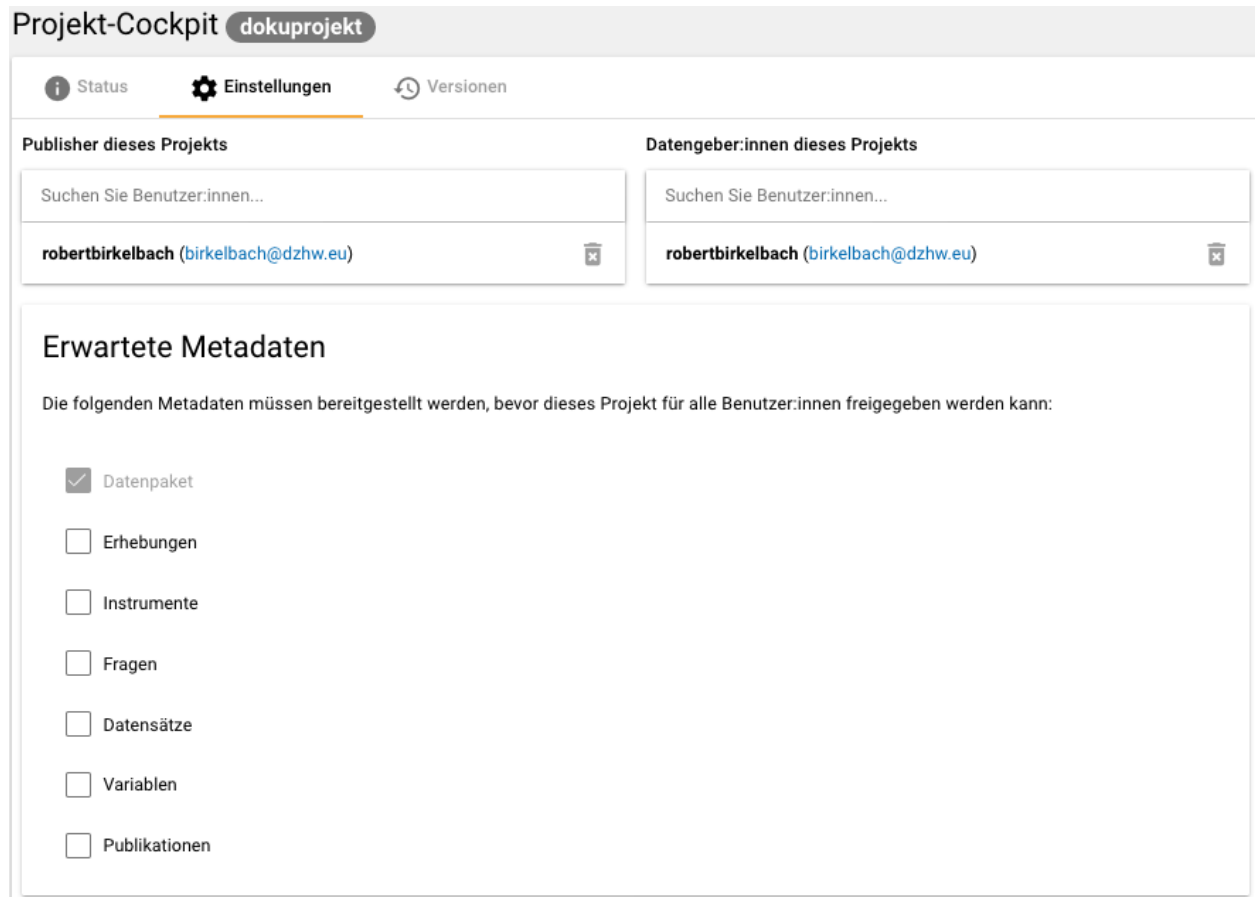 Projekt-Cockpit dokuprojekt
Status Einstellungen Versionen
Publisher dieses Projekts Datengeber:innen dieses Projekts
Suchen Sie Benutzer:innen... Suchen Sie Benutzer:innen...
robertbirkelbach (birkelbach@dzhw.eu) robertbirkelbach (birkelbach@dzhw.eu)
Erwartete Metadaten
Die folgenden Metadaten müssen bereitgestellt werden, bevor dieses Projekt für alle Benutzer:innen freigegeben werden kann:
Datenpaket
Erhebungen
Instrumente
Fragen
Datensätze
Variablen
Publikationen